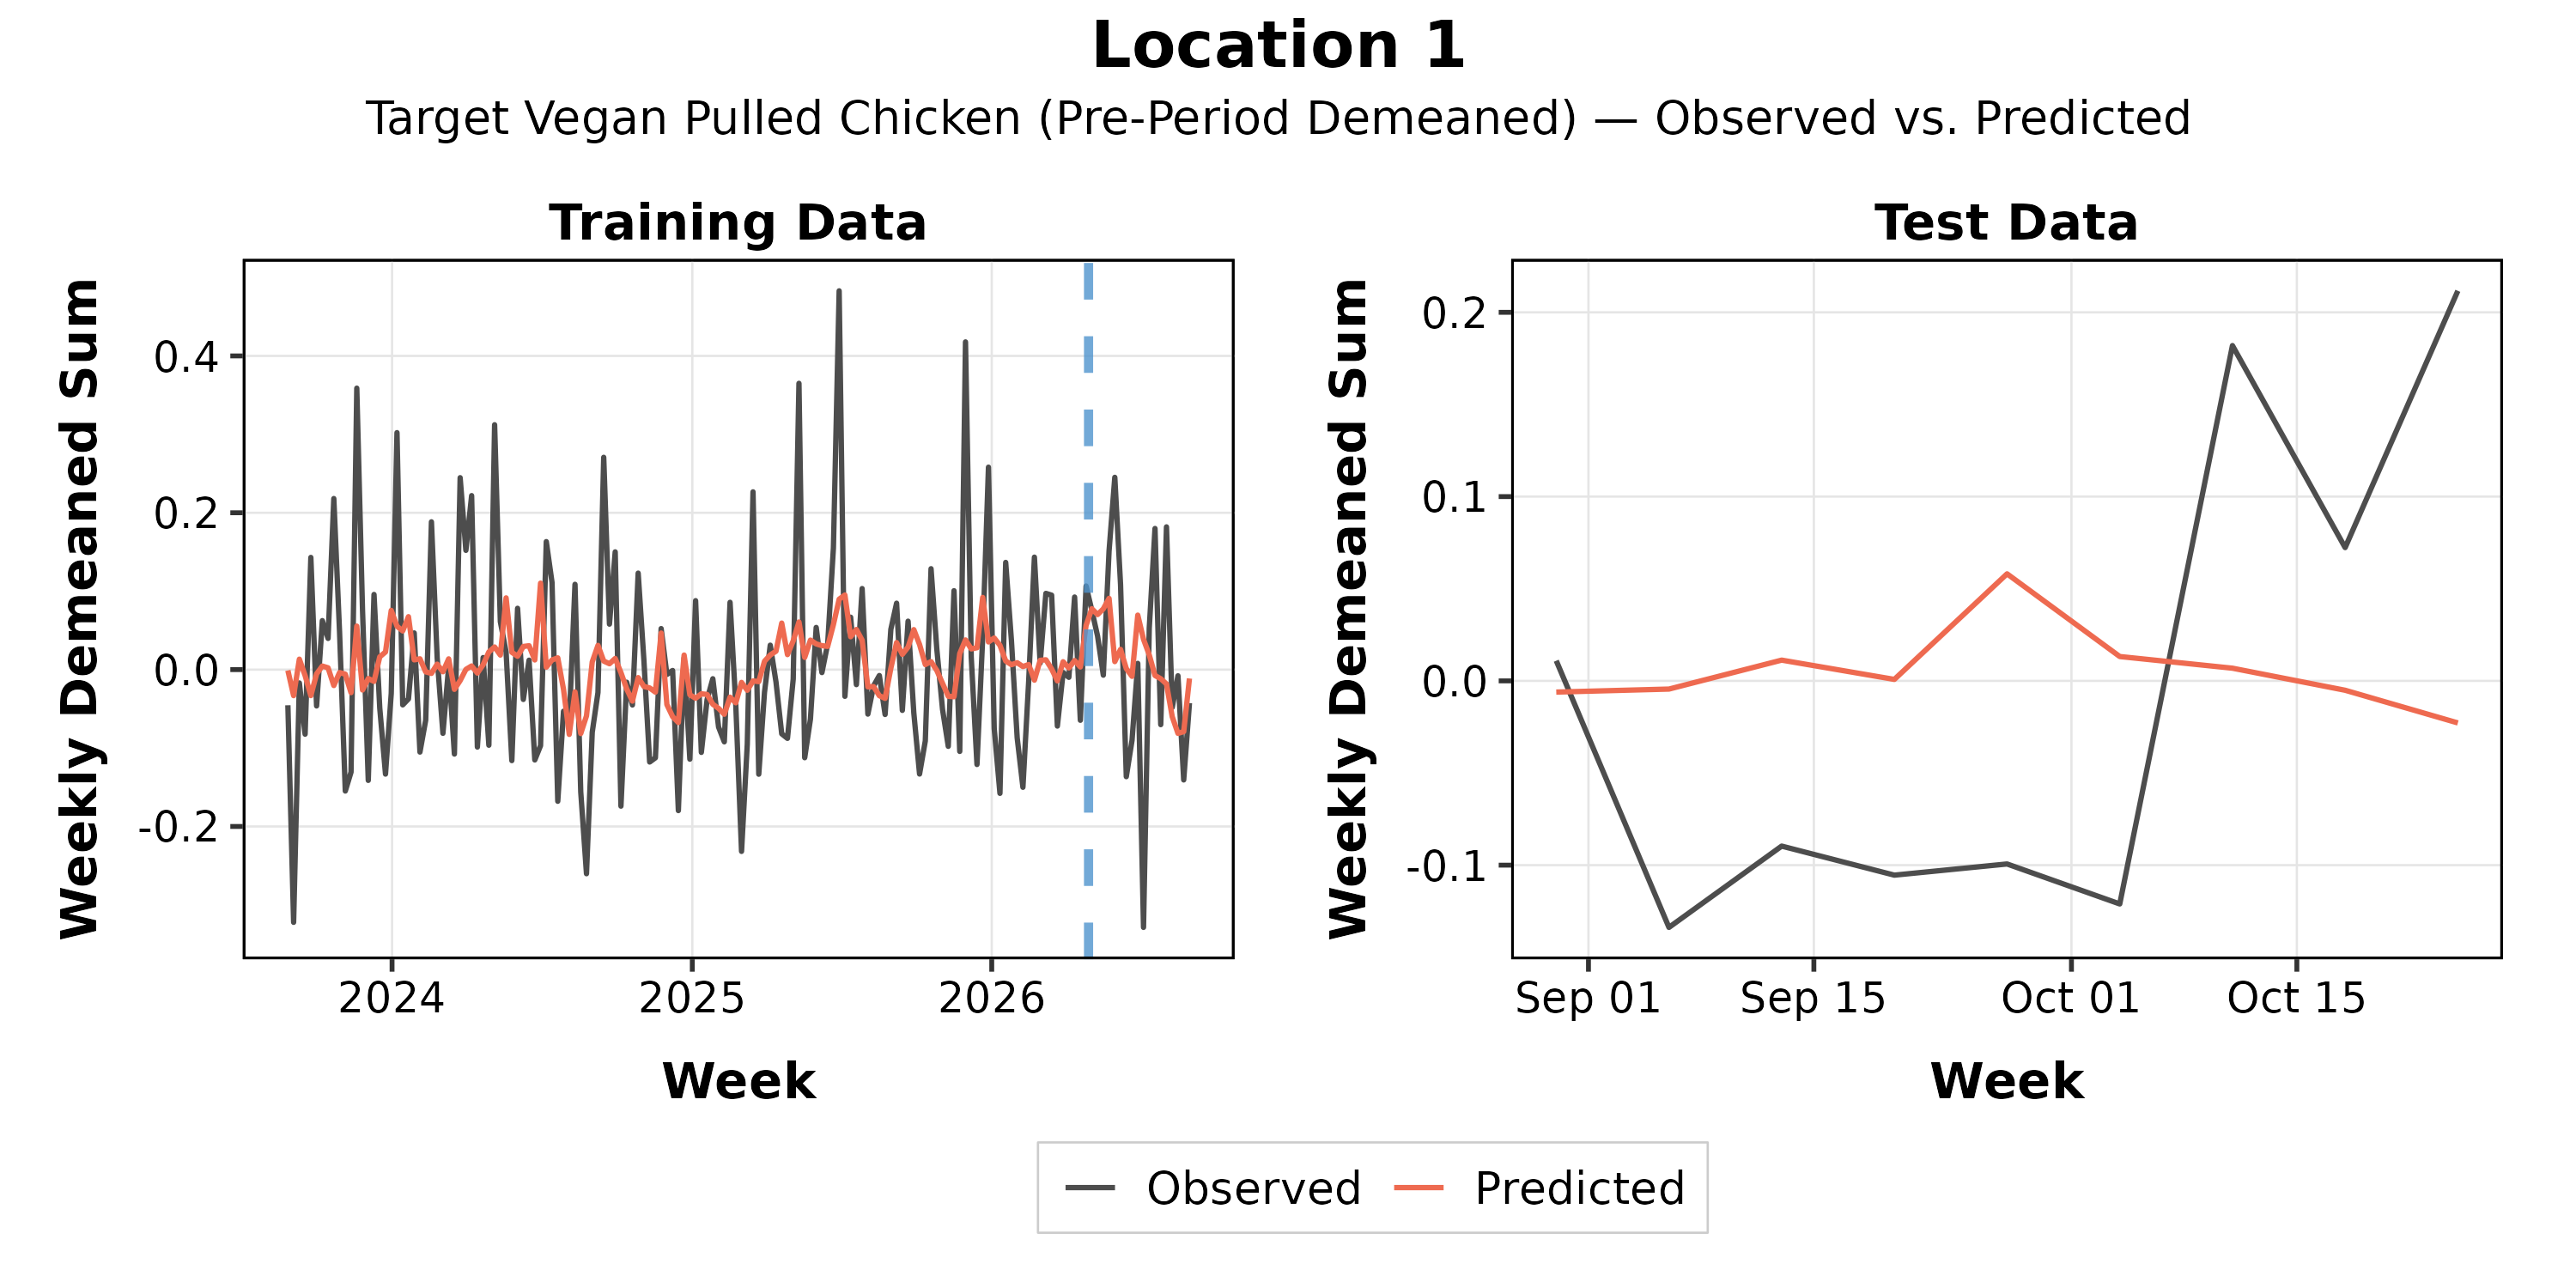 Location 1
Target Vegan Pulled Chicken (Pre-Period Demeaned) — Observed vs. Predicted
Training Data
Weekly Demeaned Sum
0.4
0.2
0.0
-0.2
2024 2025 2026
Week
Test Data
Weekly Demeaned Sum
0.2
0.1
0.0
-0.1
Sep 01 Sep 15 Oct 01 Oct 15
Week
Observed Predicted